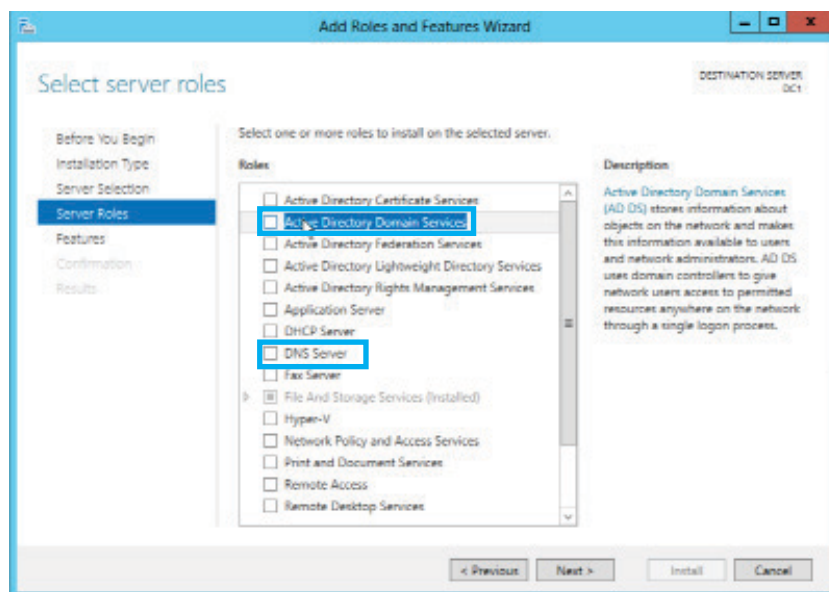 Add Roles and Features Wizard
Select server roles
DESTINATION SERVER
DC1
Before You Begin
Installation Type
Server Selection
Server Roles
Features
Confirmation
Results
Select one or more roles to install on the selected server.
Roles
Active Directory Certificate Services
Active Directory Domain Services
Active Directory Federation Services
Active Directory Lightweight Directory Services
Active Directory Rights Management Services
Application Server
DHCP Server
DNS Server
Fax Server
File And Storage Services (Installed)
Hyper-V
Network Policy and Access Services
Print and Document Services
Remote Access
Remote Desktop Services
Description
Active Directory Domain Services
(AD DS) stores information about
objects on the network and makes
this information available to users
and network administrators. AD DS
uses domain controllers to give
network users access to permitted
resources anywhere on the network
through a single logon process.
< Previous Next > Install Cancel